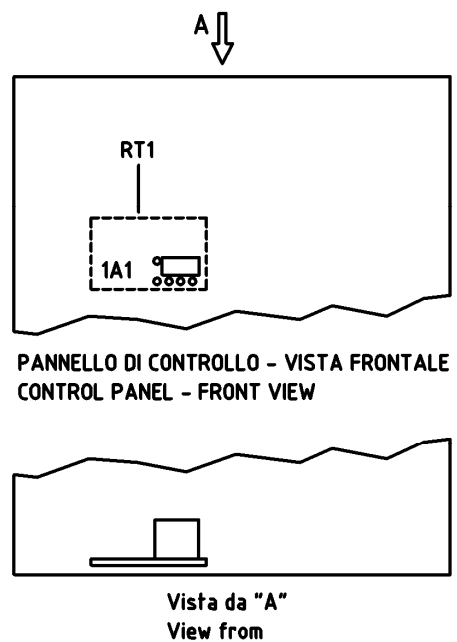 A
RT1
1A1
PANNELLO DI CONTROLLO - VISTA FRONTALE
CONTROL PANEL - FRONT VIEW
Vista da "A"
View from